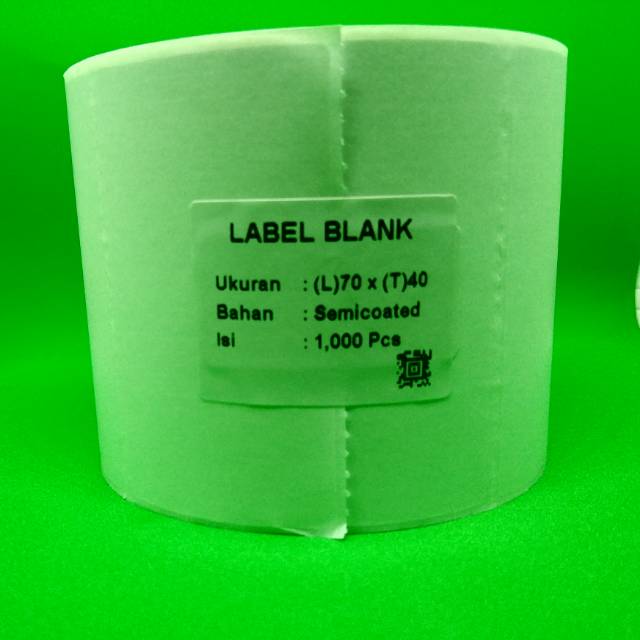 LABEL BLANK
Ukuran : (L)70 x (T)40
Bahan : Semicoated
Isi : 1,000 Pcs